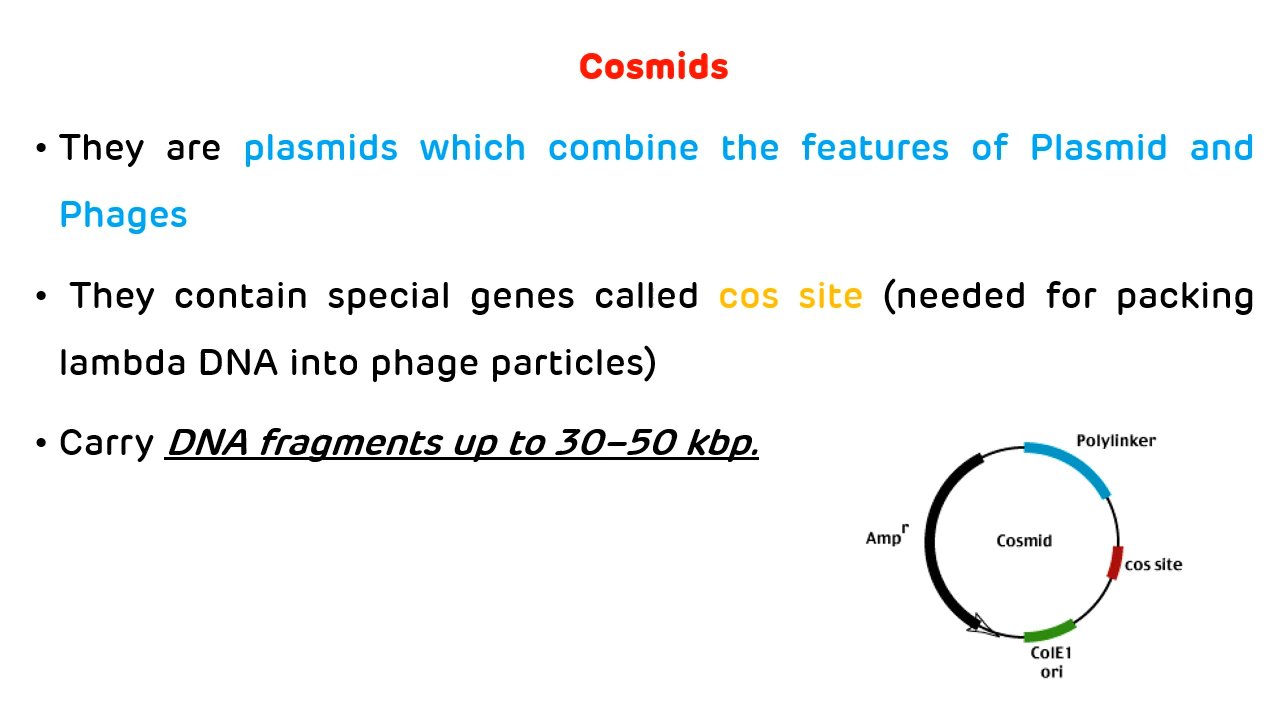 Cosmids
• They are plasmids which combine the features of Plasmid and
Phages
• They contain special genes called cos site (needed for packing
lambda DNA into phage particles)
• Carry DNA fragments up to 30–50 kbp.
Polylinker
Amp^r
Cosmid
cos site
ColE1
ori